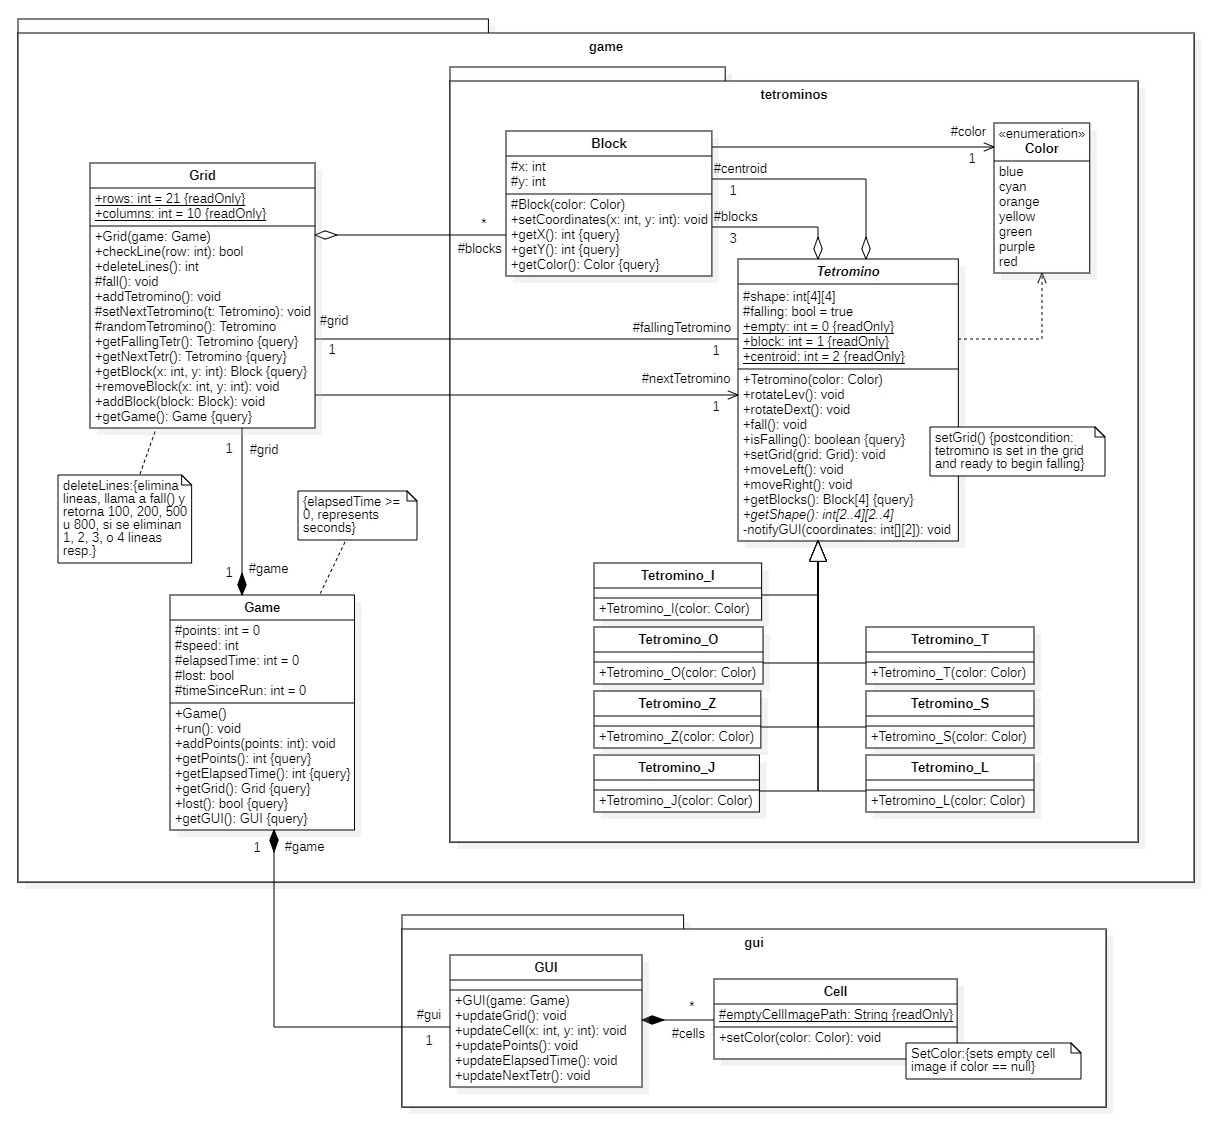 game
tetrominos
Block
#x: int
#y: int
#Block(color: Color)
+setCoordinates(x: int, y: int): void
+getX(): int {query}
+getY(): int {query}
+getColor(): Color {query}
#color
1
«enumeration»
Color
blue
cyan
orange
yellow
green
purple
red
#centroid
1
#blocks
3
Grid
+rows: int = 21 {readOnly}
+columns: int = 10 {readOnly}
+Grid(game: Game)
+checkLine(row: int): bool
+deleteLines(): int
#fall(): void
+addTetromino(): void
#setNextTetromino(t: Tetromino): void
#randomTetromino(): Tetromino
+getFallingTetr(): Tetromino {query}
+getNextTetr(): Tetromino {query}
+getBlock(x: int, y: int): Block {query}
+removeBlock(x: int, y: int): void
+addBlock(block: Block): void
+getGame(): Game {query}
*
#blocks
#grid
1
#fallingTetromino
1
#nextTetromino
1
Tetromino
#shape: int[4][4]
#falling: bool = true
+empty: int = 0 {readOnly}
+block: int = 1 {readOnly}
+centroid: int = 2 {readOnly}
+Tetromino(color: Color)
+rotateLev(): void
+rotateDext(): void
+fall(): void
+isFalling(): boolean {query}
+setGrid(grid: Grid): void
+moveLeft(): void
+moveRight(): void
+getBlocks(): Block[4] {query}
+getShape(): int[2..4][2..4]
-notifyGUI(coordinates: int[][2]): void
setGrid() {postcondition:
tetromino is set in the grid
and ready to begin falling}
1
#grid
deleteLines:{elimina
lineas, llama a fall() y
retorna 100, 200, 500
u 800, si se eliminan
1, 2, 3, o 4 lineas
resp.}
{elapsedTime >=
0, represents
seconds}
1
#game
Game
#points: int = 0
#speed: int
#elapsedTime: int = 0
#lost: bool
#timeSinceRun: int = 0
+Game()
+run(): void
+addPoints(points: int): void
+getPoints(): int {query}
+getElapsedTime(): int {query}
+getGrid(): Grid {query}
+lost(): bool {query}
+getGUI(): GUI {query}
1
#game
Tetromino_I
+Tetromino_I(color: Color)
Tetromino_O
+Tetromino_O(color: Color)
Tetromino_T
+Tetromino_T(color: Color)
Tetromino_Z
+Tetromino_Z(color: Color)
Tetromino_S
+Tetromino_S(color: Color)
Tetromino_J
+Tetromino_J(color: Color)
Tetromino_L
+Tetromino_L(color: Color)
gui
#gui
1
GUI
+GUI(game: Game)
+updateGrid(): void
+updateCell(x: int, y: int): void
+updatePoints(): void
+updateElapsedTime(): void
+updateNextTetr(): void
*
#cells
Cell
#emptyCellImagePath: String {readOnly}
+setColor(color: Color): void
SetColor:{sets empty cell
image if color == null}